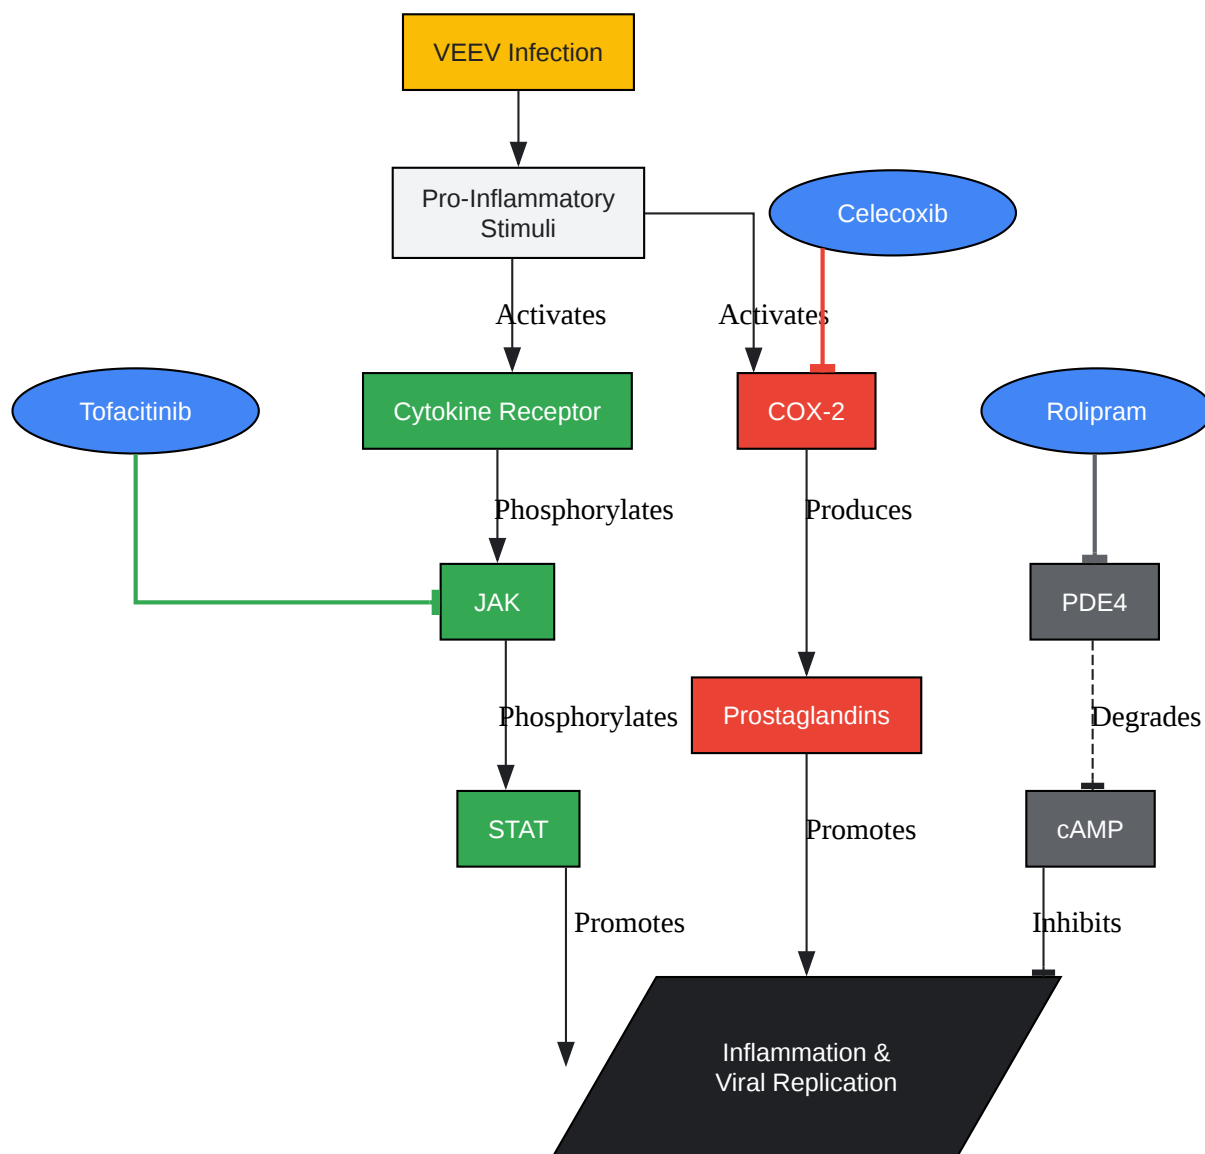 VEEV Infection
Pro-Inflammatory
Stimuli
Celecoxib
Activates
Activates
Tofacitinib
Cytokine Receptor
COX-2
Rolipram
Phosphorylates
Produces
JAK
PDE4
Phosphorylates
Prostaglandins
Degrades
STAT
Promotes
cAMP
Promotes
Inhibits
Inflammation &
Viral Replication